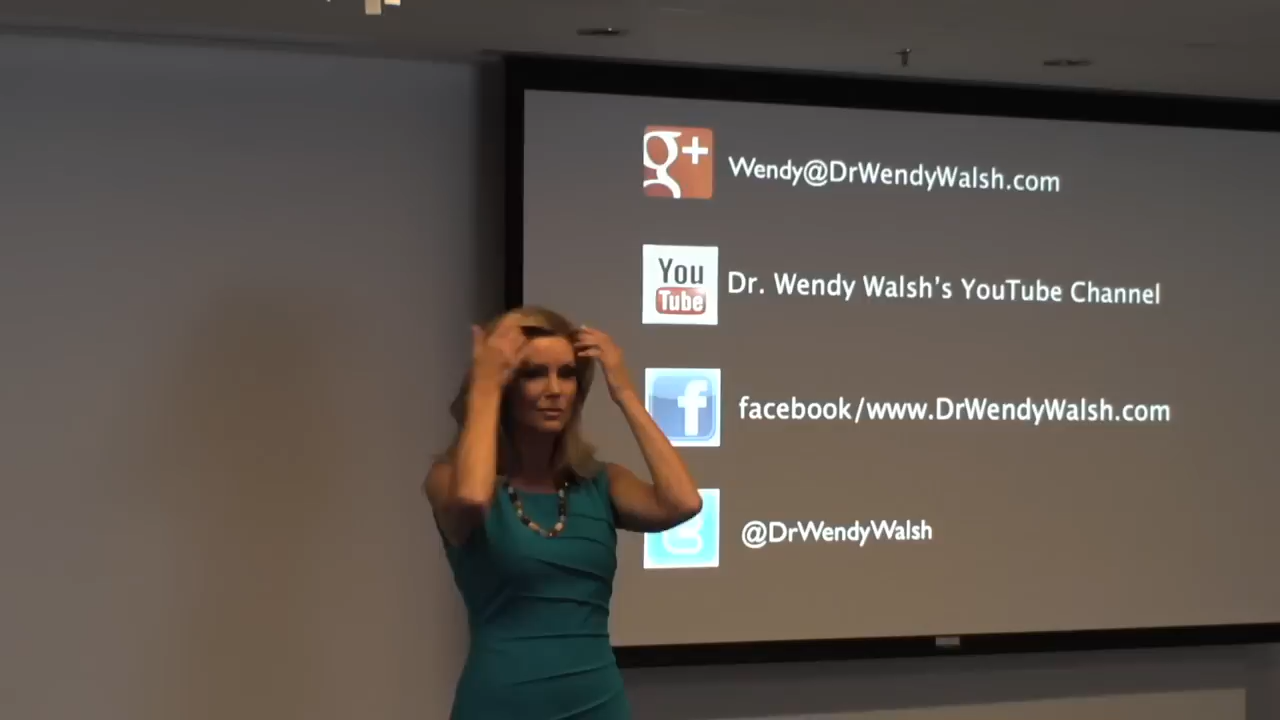 g+ Wendy@DrWendyWalsh.com
You
Tube
Dr. Wendy Walsh's YouTube Channel
f facebook/www.DrWendyWalsh.com
@DrWendyWalsh